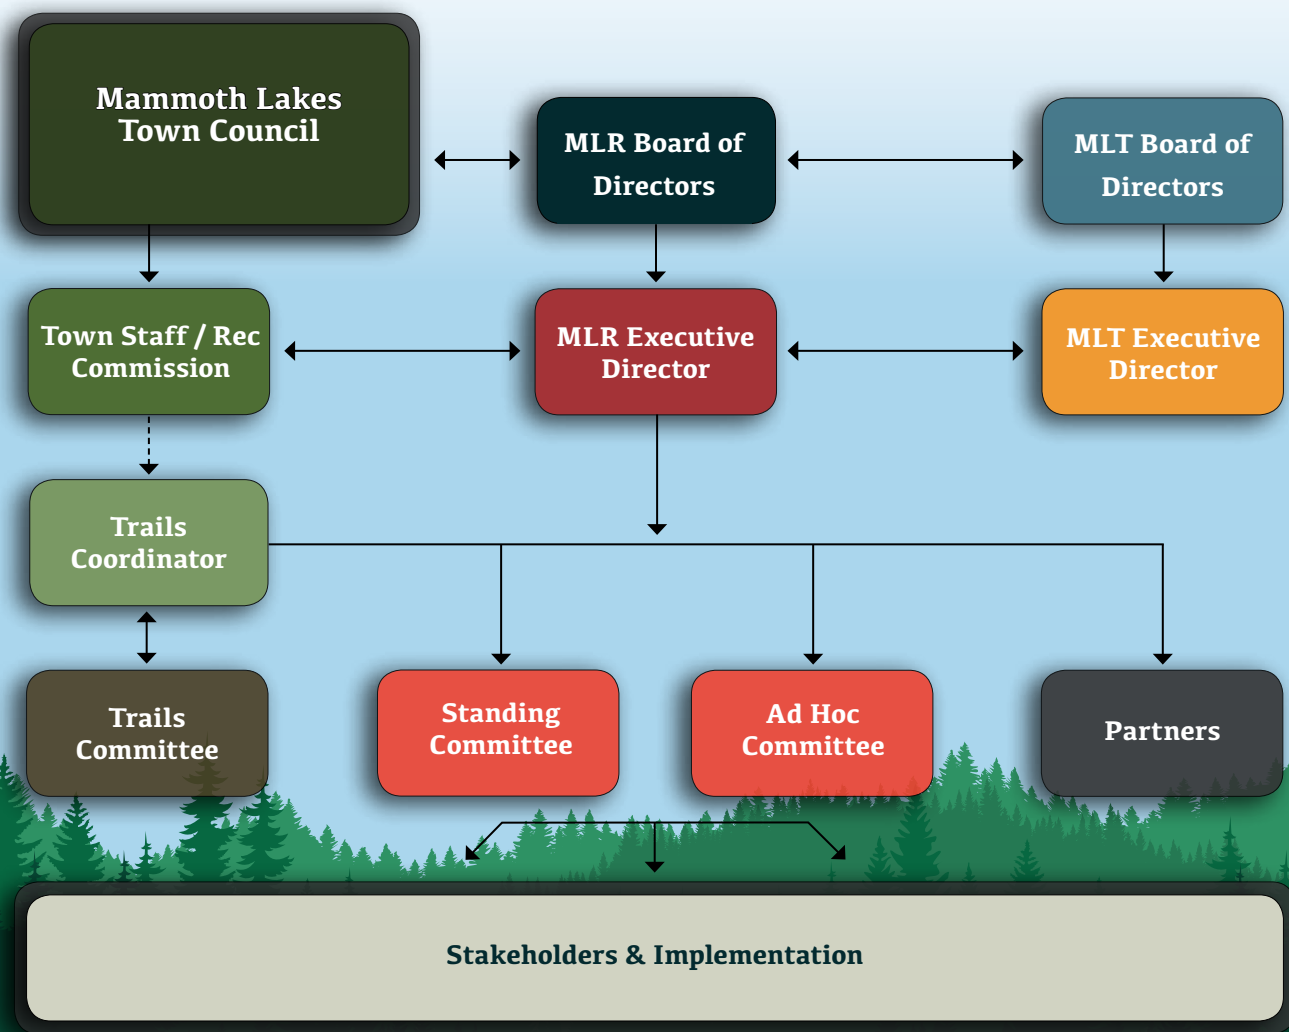 Mammoth Lakes
Town Council
MLR Board of
Directors
MLT Board of
Directors
Town Staff / Rec
Commission
MLR Executive
Director
MLT Executive
Director
Trails
Coordinator
Trails
Committee
Standing
Committee
Ad Hoc
Committee
Partners
Stakeholders & Implementation